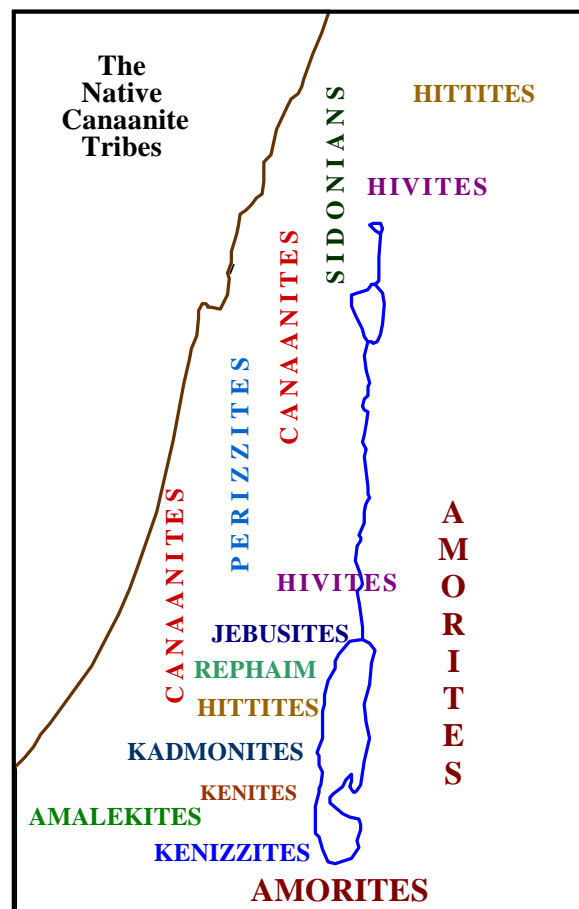 The
Native
Canaanite
Tribes
HITTITES
SIDONIANS
HIVITES
CANAANITES
PERIZZITES
CANAANITES
AMORITES
HIVITES
JEBUSITES
REPHAIM
HITTITES
KADMONITES
KENITES
AMALEKITES
KENIZZITES
AMORITES